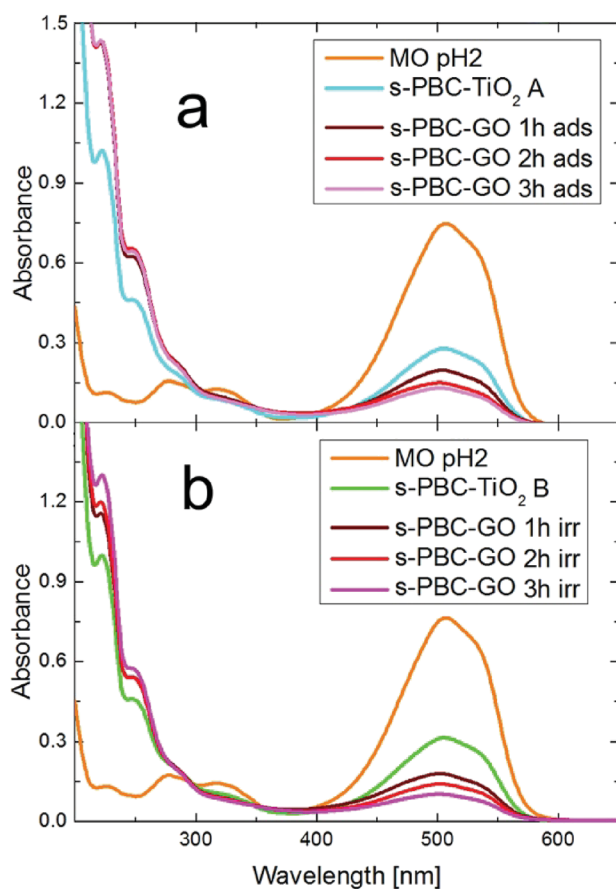 1.5
1.2
0.9
0.6
0.3
0.0
Absorbance
a
MO pH2
s-PBC-TiO₂ A
s-PBC-GO 1h ads
s-PBC-GO 2h ads
s-PBC-GO 3h ads
1.2
0.9
0.6
0.3
0.0
Absorbance
b
MO pH2
s-PBC-TiO₂ B
s-PBC-GO 1h irr
s-PBC-GO 2h irr
s-PBC-GO 3h irr
300 400 500 600
Wavelength [nm]